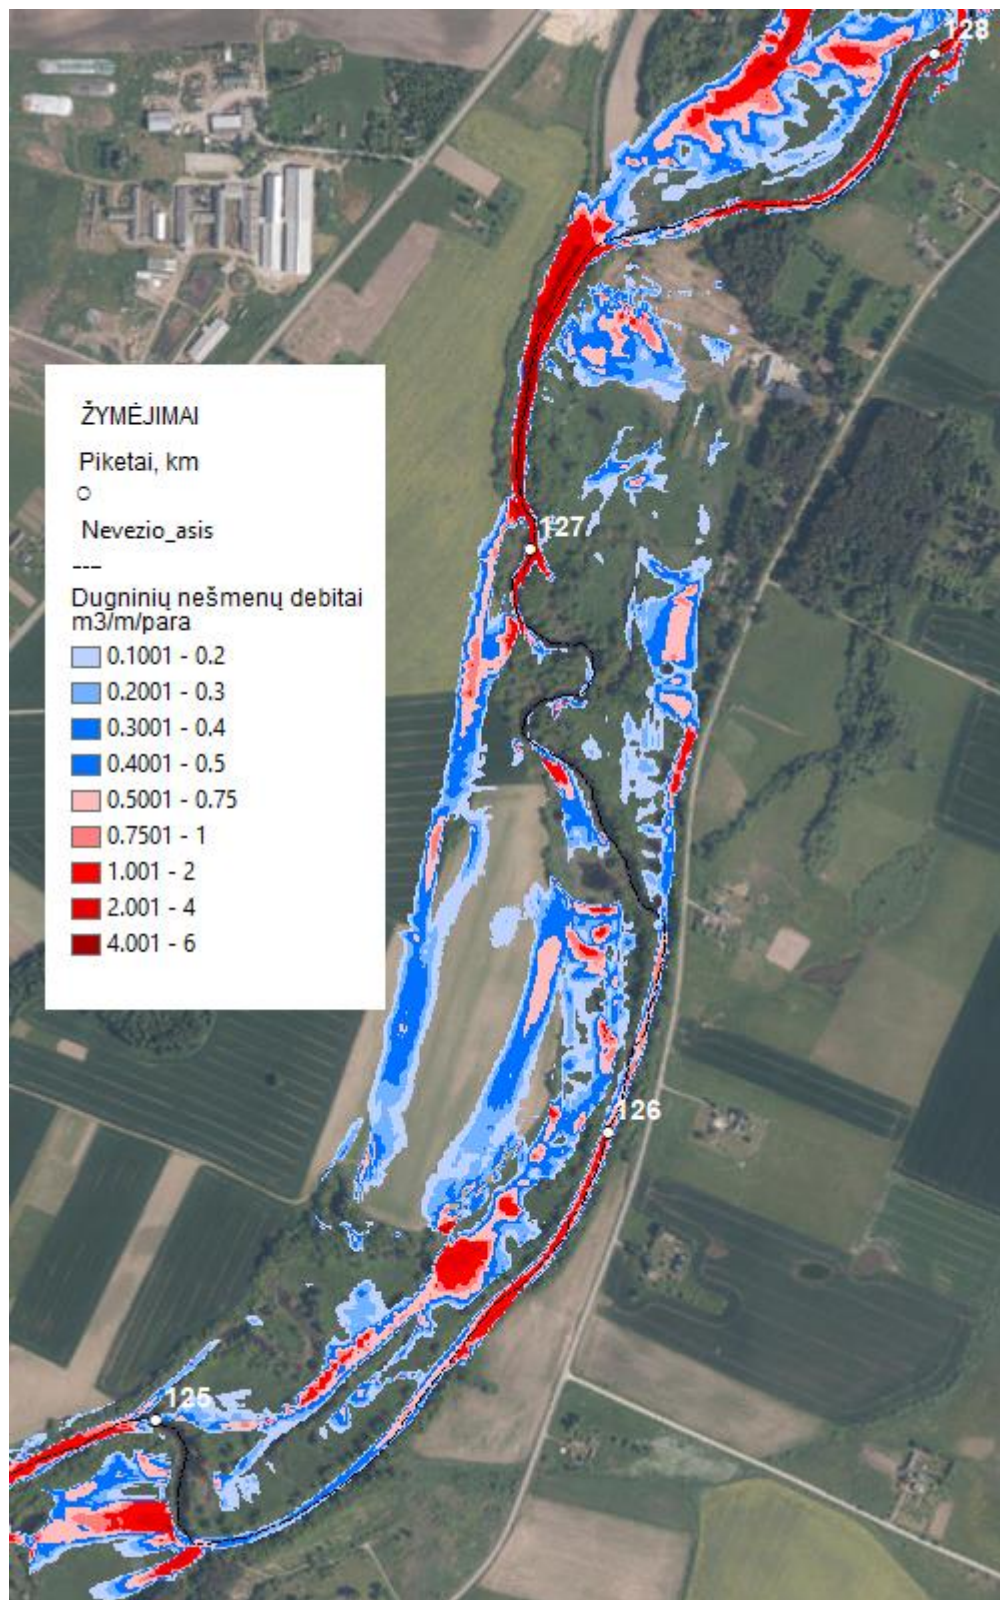 128
ŽYMĖJIMAI
Piketai, km
Nevezio_asis
127
Dugninių nešmenų debitai
m3/m/para
0.1001 - 0.2
0.2001 - 0.3
0.3001 - 0.4
0.4001 - 0.5
0.5001 - 0.75
0.7501 - 1
1.001 - 2
2.001 - 4
4.001 - 6
126
125